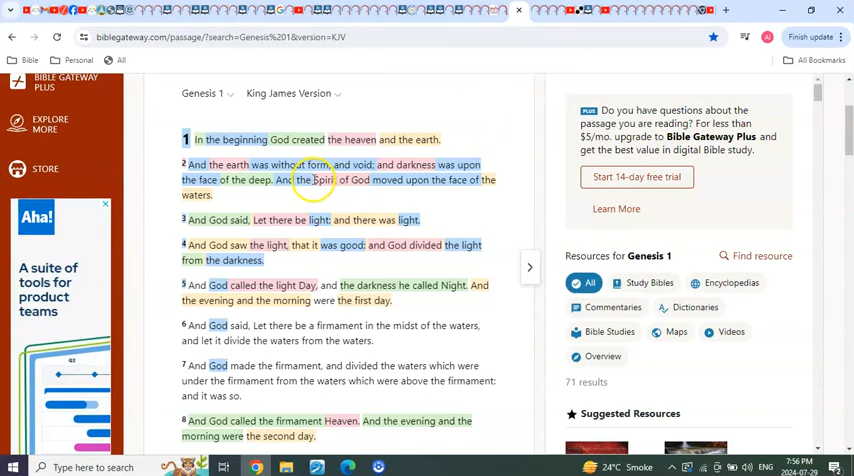 Finish update
biblegateway.com/passage/?search=Genesis%201&version=KJV
AI
Bible
Personal
All
All Bookmarks
BIBLE GATEWAY
PLUS
EXPLORE
MORE
STORE
Aha!
A suite of
tools for
product
teams
Genesis 1
King James Version
1 In the beginning God created the heaven and the earth.
2 And the earth was without form, and void; and darkness was upon
the face of the deep. And the Spirit of God moved upon the face of the
waters.
3 And God said, Let there be light: and there was light.
4 And God saw the light, that it was good: and God divided the light
from the darkness.
5 And God called the light Day, and the darkness he called Night. And
the evening and the morning were the first day.
6 And God said, Let there be a firmament in the midst of the waters,
and let it divide the waters from the waters.
7 And God made the firmament, and divided the waters which were
under the firmament from the waters which were above the firmament:
and it was so.
8 And God called the firmament Heaven. And the evening and the
morning were the second day.
PLUS Do you have questions about the
passage you are reading? For less than
$5/mo. upgrade to Bible Gateway Plus and
get the best value in digital Bible study.
Start 14-day free trial
Learn More
Resources for Genesis 1
Find resource
All
Study Bibles
Encyclopedias
Commentaries
Dictionaries
Bible Studies
Maps
Videos
Overview
71 results
Suggested Resources
Type here to search
24°C Smoke
ENG
7:56 PM
2024-07-29